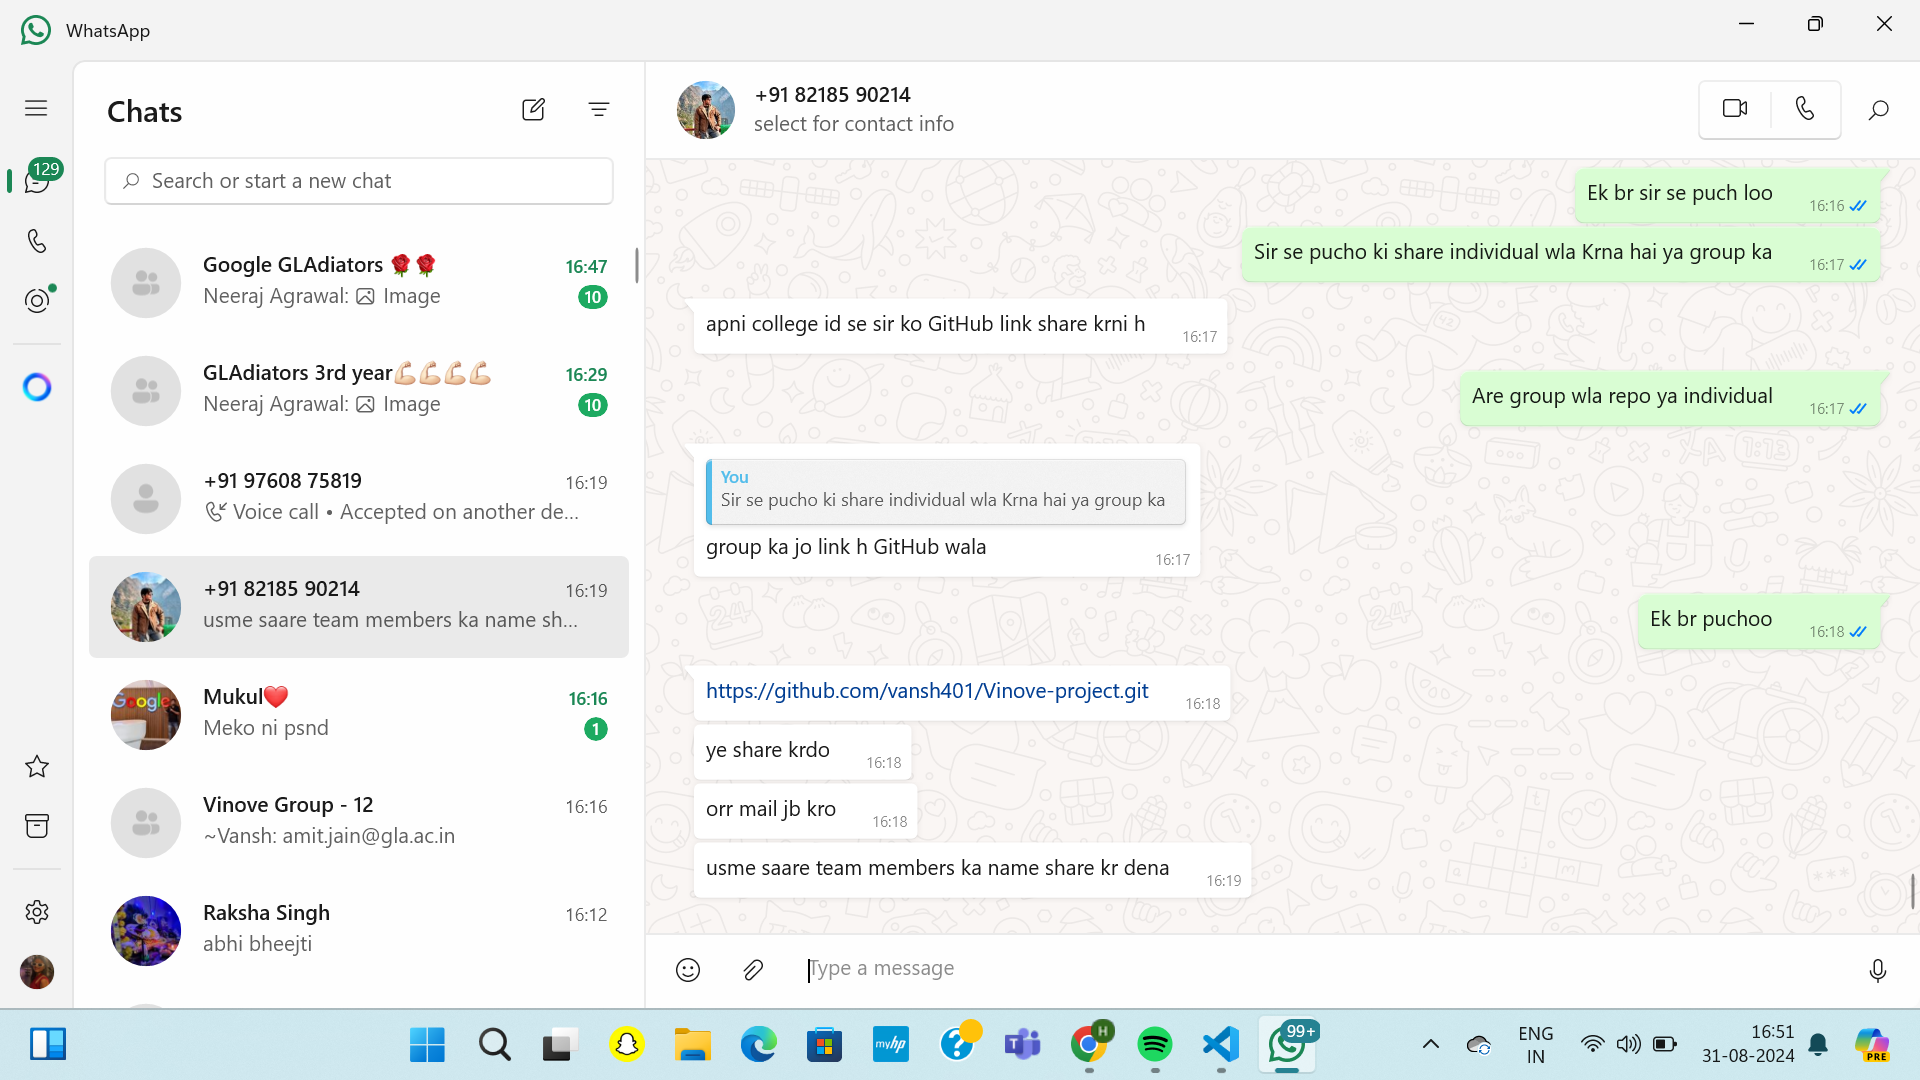 WhatsApp
129
Chats
Search or start a new chat
Google GLAdiators 🌹🌹
16:47
Neeraj Agrawal: Image
10
GLAdiators 3rd year💪🏻💪🏻💪🏻💪🏻
16:29
Neeraj Agrawal: Image
10
+91 97608 75819
16:19
Voice call • Accepted on another de...
+91 82185 90214
16:19
usme saare team members ka name sh...
Google
Mukul❤️
16:16
Meko ni psnd
1
Vinove Group - 12
16:16
~Vansh: amit.jain@gla.ac.in
Raksha Singh
16:12
abhi bheejti
+91 82185 90214
select for contact info
Ek br sir se puch loo
16:16
Sir se pucho ki share individual wla Krna hai ya group ka
16:17
apni college id se sir ko GitHub link share krni h
16:17
Are group wla repo ya individual
16:17
You
Sir se pucho ki share individual wla Krna hai ya group ka
group ka jo link h GitHub wala
16:17
Ek br puchoo
16:18
https://github.com/vansh401/Vinove-project.git
16:18
ye share krdo
16:18
orr mail jb kro
16:18
usme saare team members ka name share kr dena
16:19
Type a message
myhp
H
99+
ENG
IN
16:51
31-08-2024
PRE